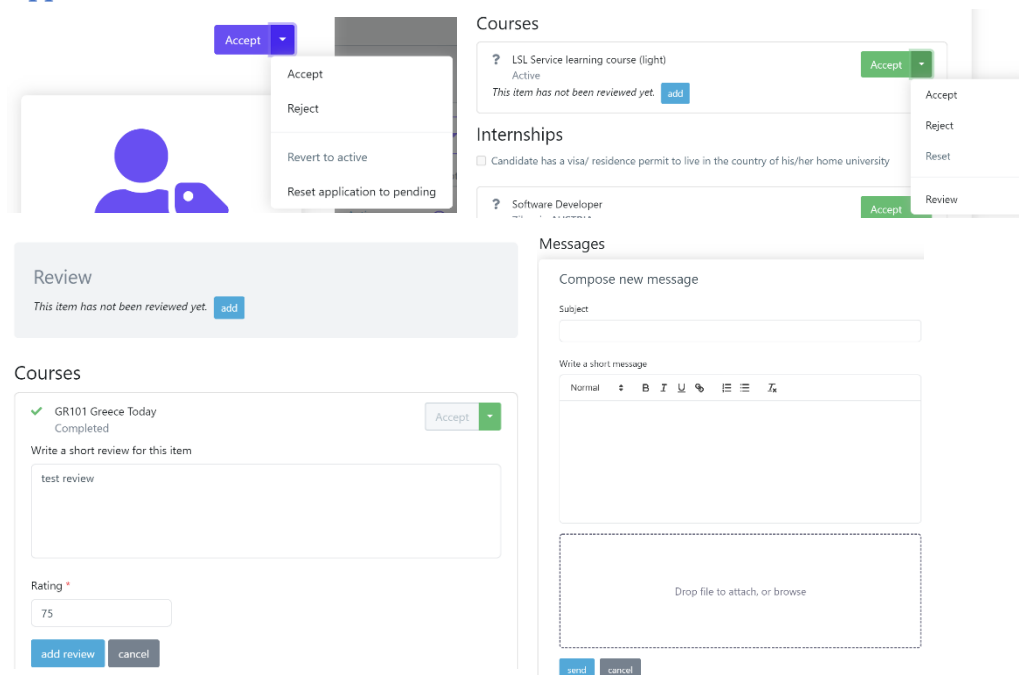 Accept
Accept
Reject
Revert to active
Reset application to pending
Courses
? LSL Service learning course (light)
Active
This item has not been reviewed yet. add
Accept
Accept
Reject
Reset
Review
Internships
Candidate has a visa/ residence permit to live in the country of his/her home university
? Software Developer
Accept
Review
This item has not been reviewed yet. add
Courses
GR101 Greece Today
Completed
Accept
Write a short review for this item
test review
Rating *
75
add review cancel
Messages
Compose new message
Subject
Write a short message
Normal B I U Tx
Drop file to attach, or browse
send cancel